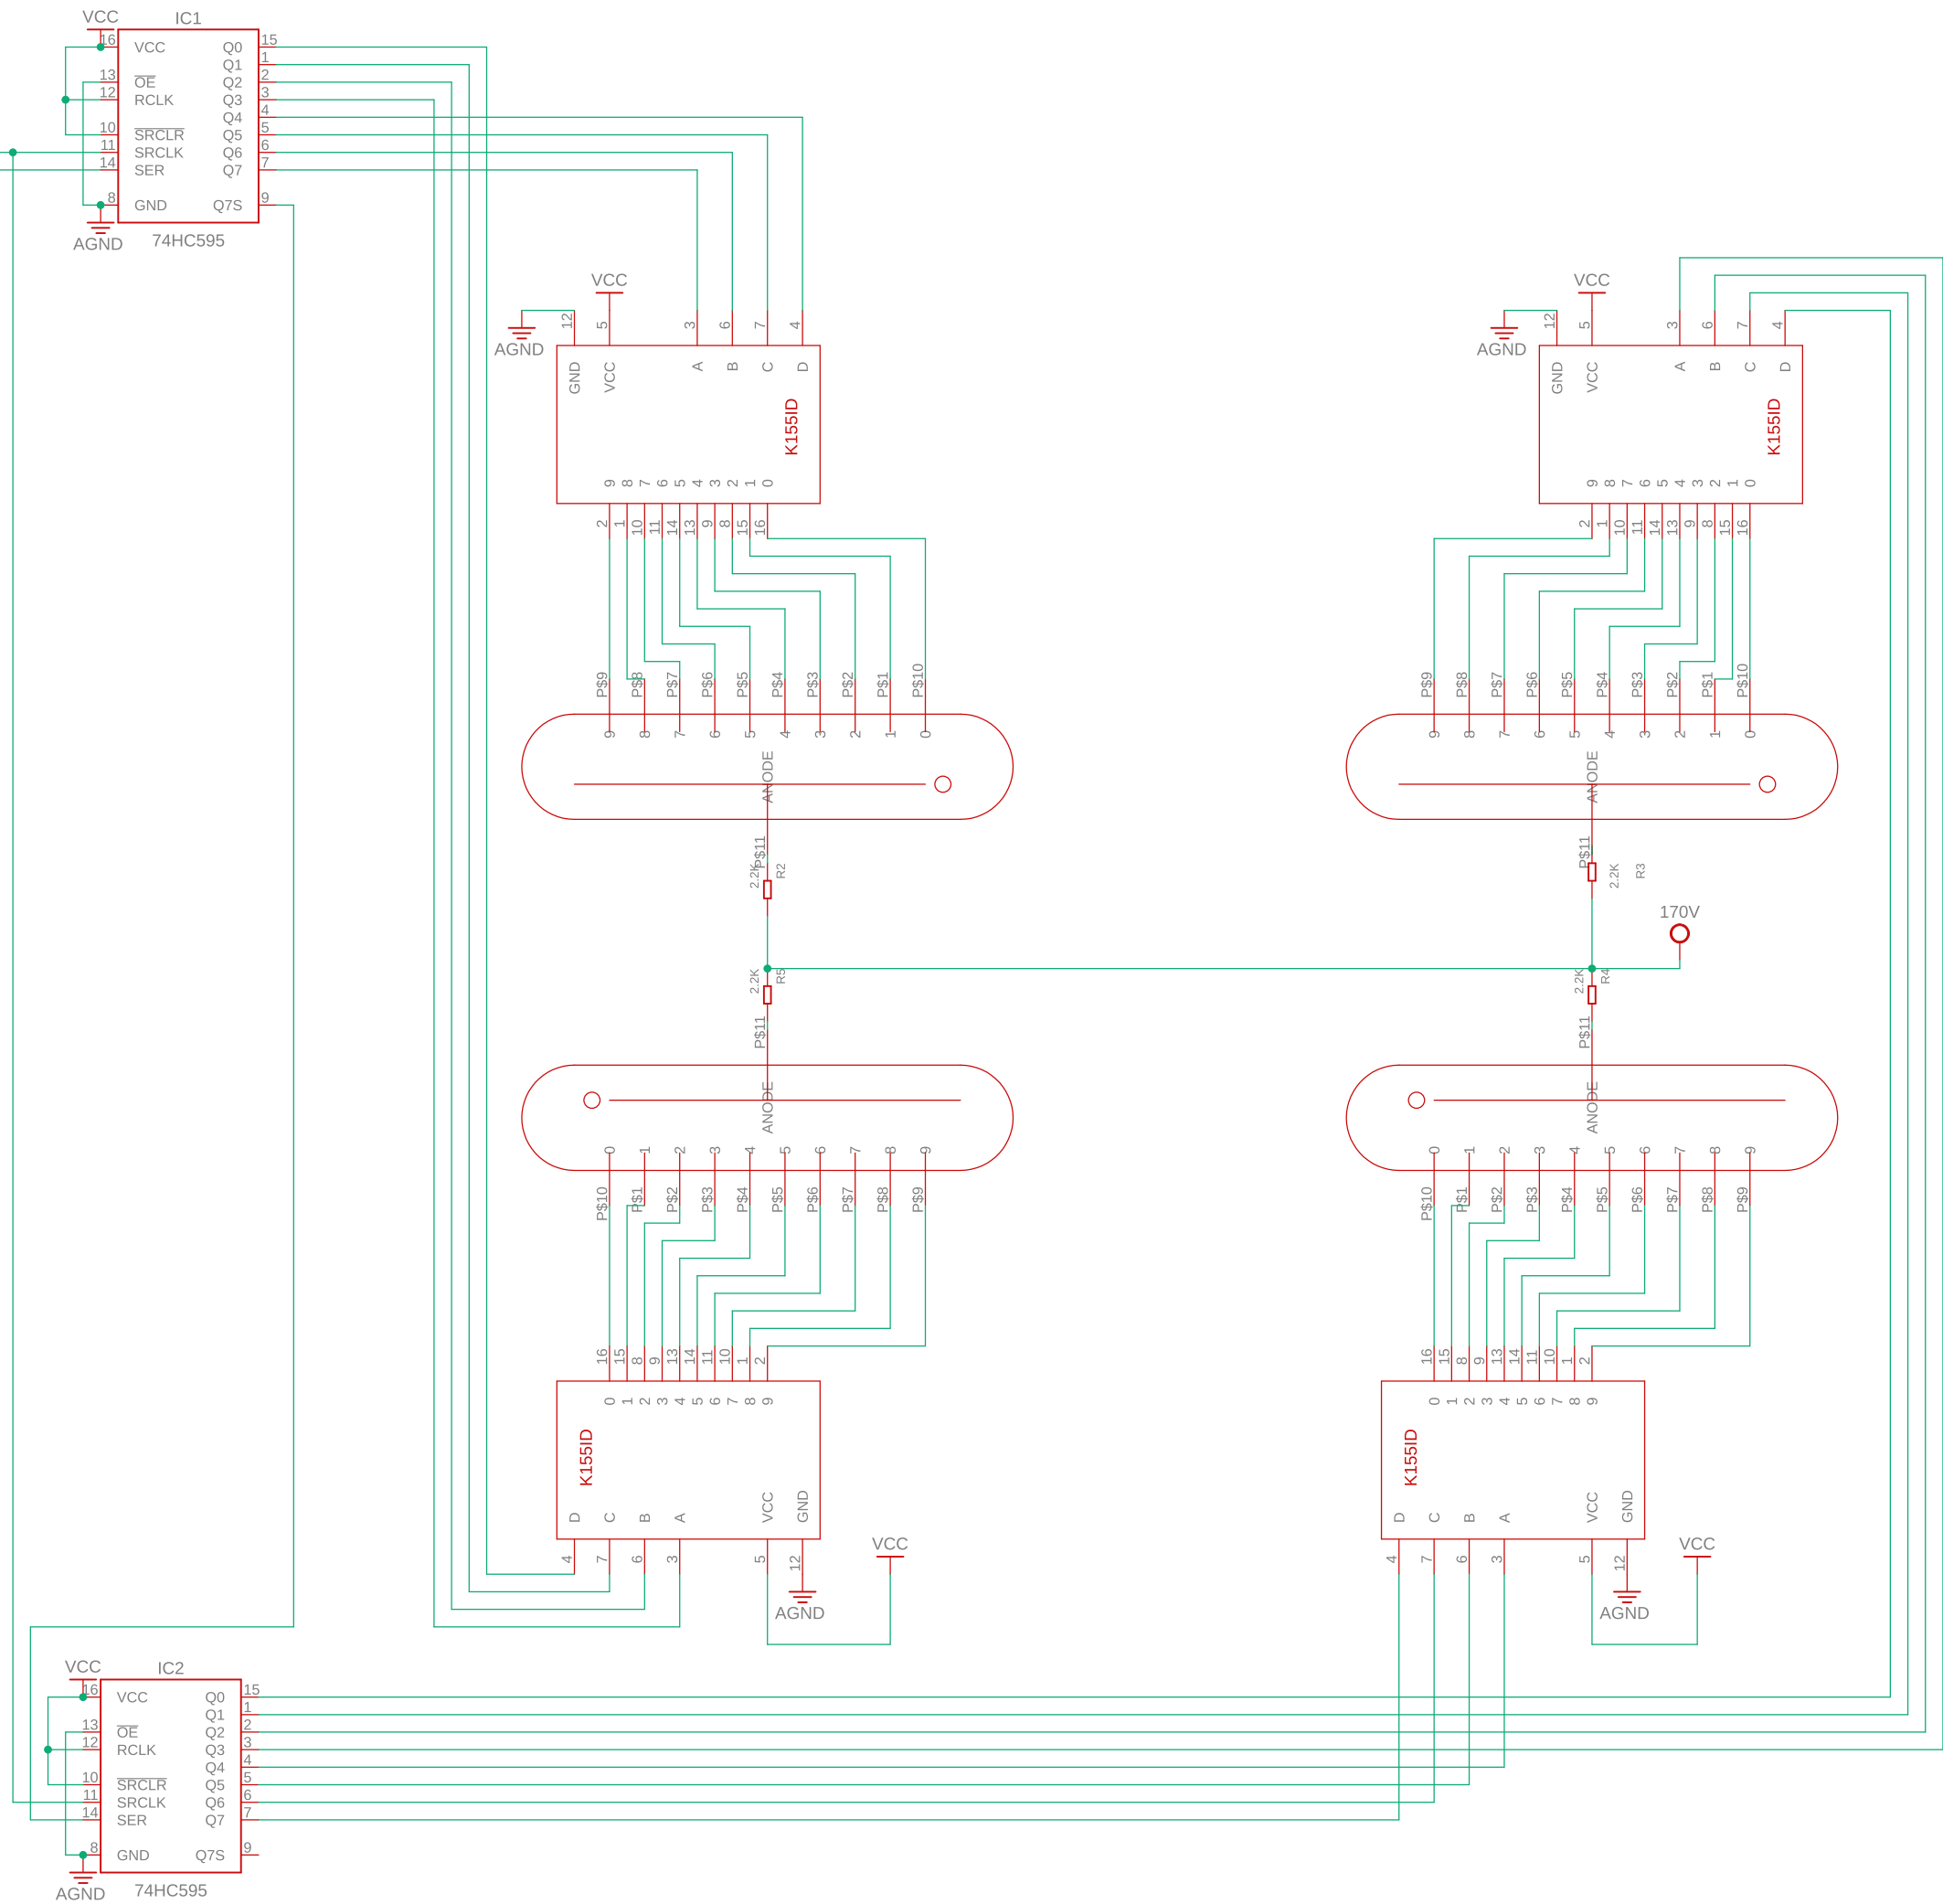 VCC
IC1
16 VCC Q0 15
Q1 1
13 OE Q2 2
12 RCLK Q3 3
Q4 4
10 SRCLR Q5 5
11 SRCLK Q6 6
14 SER Q7 7
8 GND Q7S 9
AGND
74HC595
VCC
AGND
12 5 3 6 7 4
GND VCC A B C D
K155ID
9 8 7 6 5 4 3 2 1 0
2 1 10 11 14 13 9 8 15 16
P$9 P$8 P$7 P$6 P$5 P$4 P$3 P$2 P$1 P$10
9 8 7 6 5 4 3 2 1 0
ANODE
P$11
2.2K R2
VCC
AGND
12 5 3 6 7 4
GND VCC A B C D
K155ID
9 8 7 6 5 4 3 2 1 0
2 1 10 11 14 13 9 8 15 16
P$9 P$8 P$7 P$6 P$5 P$4 P$3 P$2 P$1 P$10
9 8 7 6 5 4 3 2 1 0
ANODE
P$11
2.2K R3
170V
2.2K R5
P$11
ANODE
0 1 2 3 4 5 6 7 8 9
P$10 P$1 P$2 P$3 P$4 P$5 P$6 P$7 P$8 P$9
16 15 8 9 13 14 11 10 1 2
0 1 2 3 4 5 6 7 8 9
K155ID
D C B A VCC GND
4 7 6 3 5 12
VCC
AGND
2.2K R4
P$11
ANODE
0 1 2 3 4 5 6 7 8 9
P$10 P$1 P$2 P$3 P$4 P$5 P$6 P$7 P$8 P$9
16 15 8 9 13 14 11 10 1 2
0 1 2 3 4 5 6 7 8 9
K155ID
D C B A VCC GND
4 7 6 3 5 12
VCC
AGND
VCC
IC2
16 VCC Q0 15
Q1 1
13 OE Q2 2
12 RCLK Q3 3
Q4 4
10 SRCLR Q5 5
11 SRCLK Q6 6
14 SER Q7 7
8 GND Q7S 9
AGND
74HC595